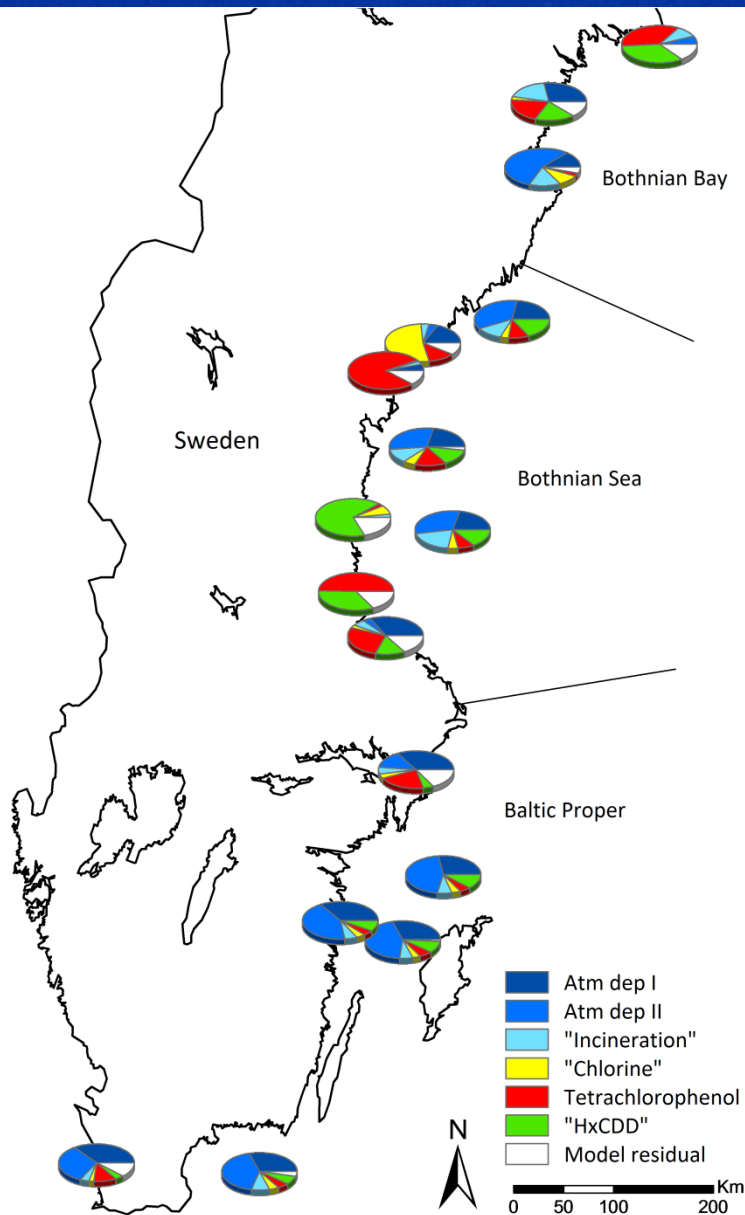 Bothnian Bay
Sweden
Bothnian Sea
Baltic Proper
Atm dep I
Atm dep II
"Incineration"
"Chlorine"
Tetrachlorophenol
"HxCDD"
Model residual
N
Km
0 50 100 200